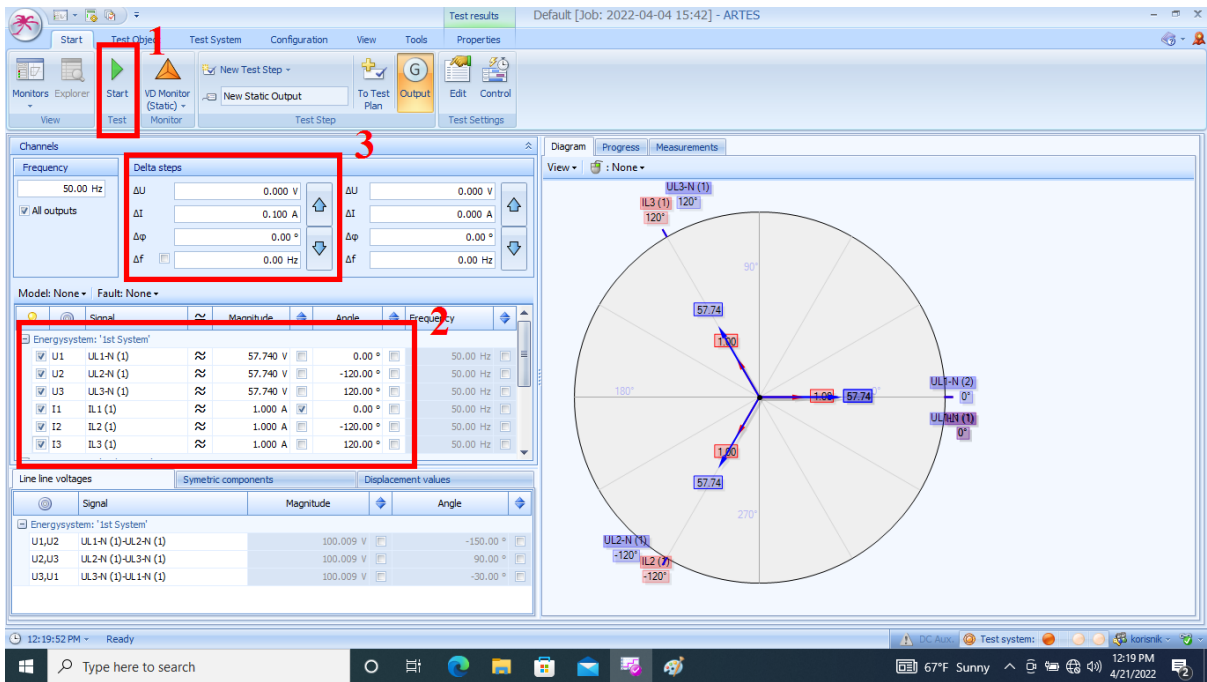 Test results
Default [Job: 2022-04-04 15:42] - ARTES
Start Test Object Test System Configuration View Tools Properties
1
Monitors Explorer
View
Start
Test
VD Monitor (Static)
Monitor
New Test Step
New Static Output
To Test Plan
Output
Test Step
Edit Control
Test Settings
3
Channels
Frequency
50.00 Hz
All outputs
Delta steps
ΔU 0.000 V ΔU 0.000 V
ΔI 0.100 A ΔI 0.000 A
Δφ 0.00 ° Δφ 0.00 °
Δf 0.00 Hz Δf 0.00 Hz
Model: None Fault: None
2
Signal Magnitude Angle Frequency
Energysystem: '1st System'
U1 UL1-N (1) 57.740 V 0.00 ° 50.00 Hz
U2 UL2-N (1) 57.740 V -120.00 ° 50.00 Hz
U3 UL3-N (1) 57.740 V 120.00 ° 50.00 Hz
I1 IL1 (1) 1.000 A 0.00 ° 50.00 Hz
I2 IL2 (1) 1.000 A -120.00 ° 50.00 Hz
I3 IL3 (1) 1.000 A 120.00 ° 50.00 Hz
Line line voltages Symetric components Displacement values
Signal Magnitude Angle
Energysystem: '1st System'
U1,U2 UL1-N (1)-UL2-N (1) 100.009 V -150.00 °
U2,U3 UL2-N (1)-UL3-N (1) 100.009 V 90.00 °
U3,U1 UL3-N (1)-UL1-N (1) 100.009 V -30.00 °
Diagram Progress Measurements
View : None
UL3-N (1)
IL3 (1) 120°
120°
90°
57.74
1.00
180°
1.00 57.74
UL1-N (2)
0°
0°
1.00
57.74
270°
UL2-N (1)
-120°
IL2 (1)
-120°
12:19:52 PM Ready
DC Aux. Test system: korisnik
Type here to search
67°F Sunny
12:19 PM
4/21/2022
2